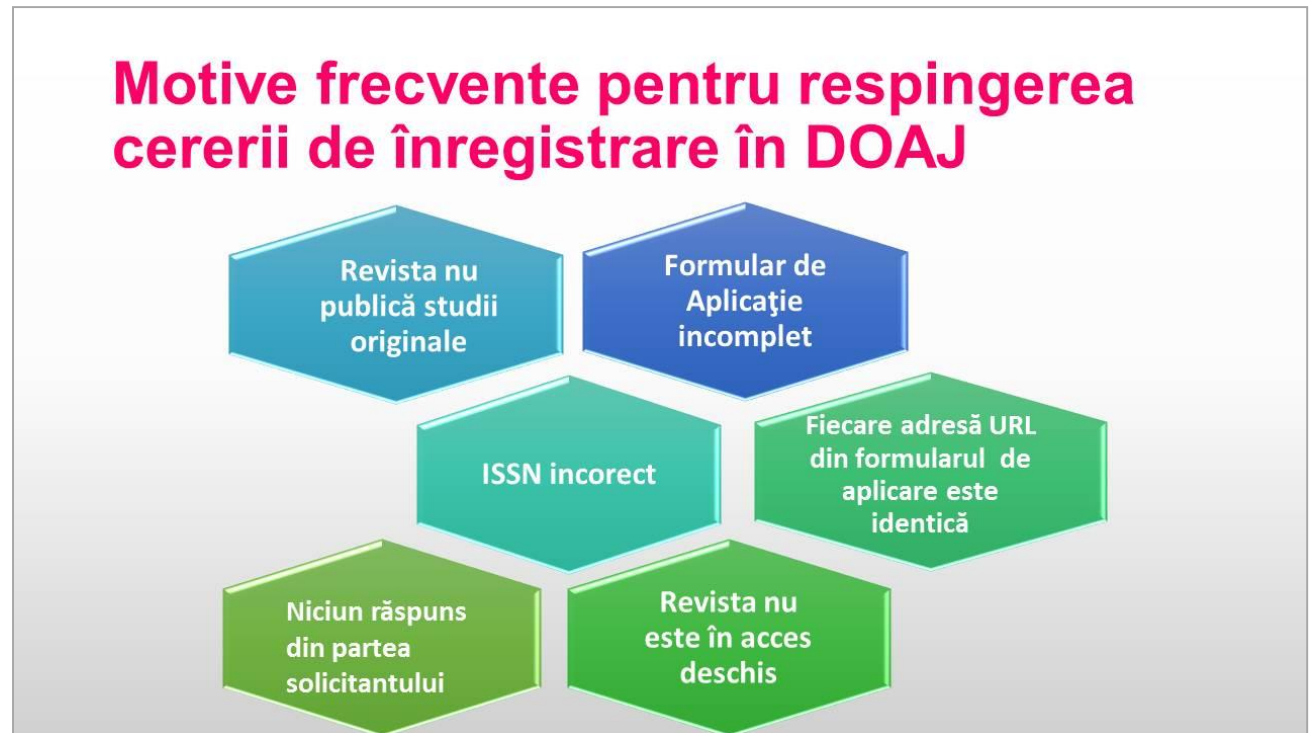 Motive frecvente pentru respingerea
cererii de înregistrare în DOAJ
Revista nu
publică studii
originale
Formular de
Aplicaţie
incomplet
ISSN incorect
Fiecare adresă URL
din formularul de
aplicare este
identică
Niciun răspuns
din partea
solicitantului
Revista nu
este în acces
deschis